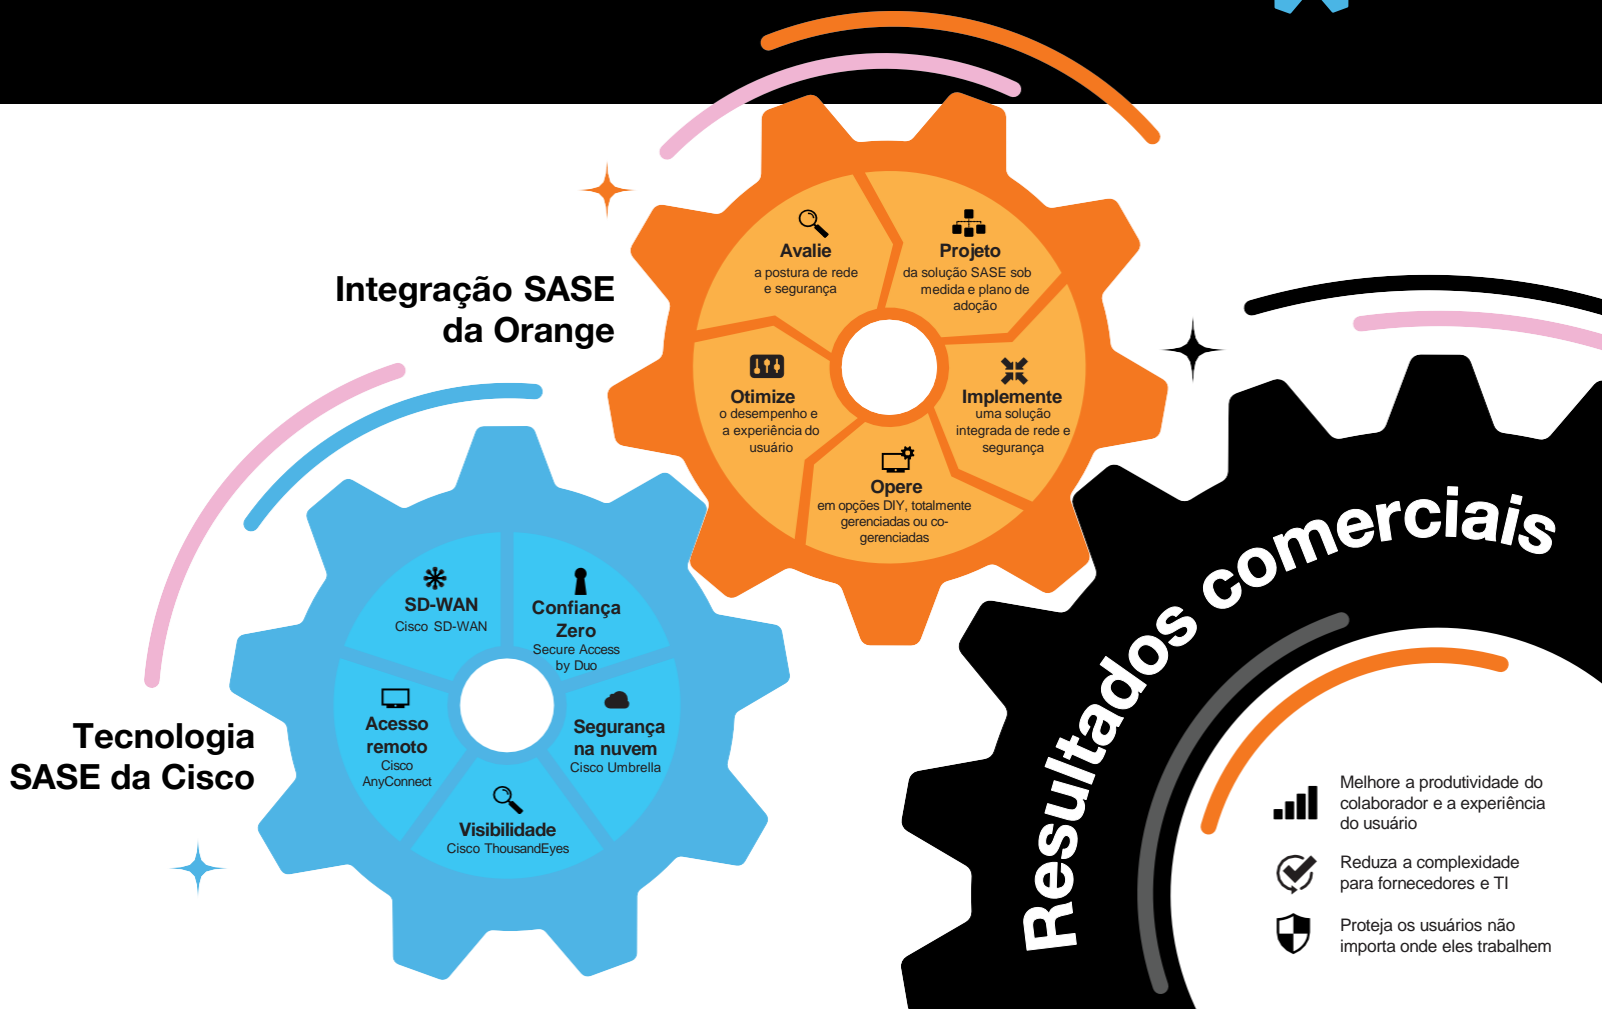 Integração SASE
da Orange
Avalie
a postura de rede
e segurança
Projeto
da solução SASE sob
medida e plano de
adoção
Implemente
uma solução
integrada de rede e
segurança
Opere
em opções DIY, totalmente
gerenciadas ou co-
gerenciadas
Otimize
o desempenho e
a experiência do
usuário
Tecnologia
SASE da Cisco
SD-WAN
Cisco SD-WAN
Confiança
Zero
Secure Access
by Duo
Segurança
na nuvem
Cisco Umbrella
Visibilidade
Cisco ThousandEyes
Acesso
remoto
Cisco
AnyConnect
Resultados comerciais
Melhore a produtividade do
colaborador e a experiência
do usuário
Reduza a complexidade
para fornecedores e TI
Proteja os usuários não
importa onde eles trabalhem